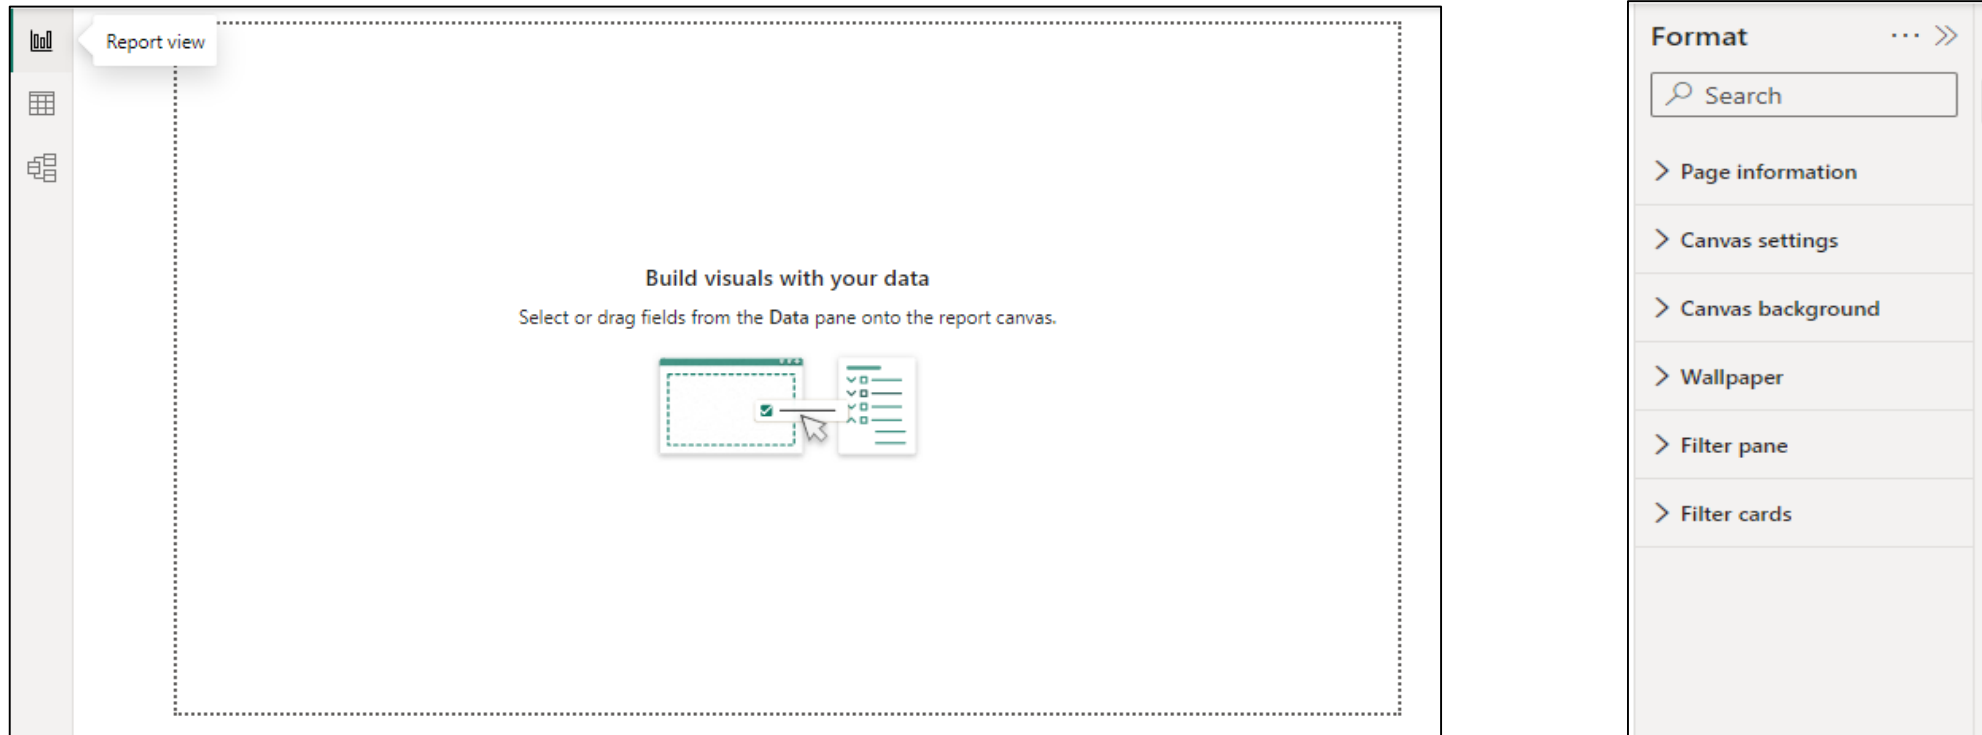 Report view
Build visuals with your data
Select or drag fields from the Data pane onto the report canvas.
Format
Search
Page information
Canvas settings
Canvas background
Wallpaper
Filter pane
Filter cards